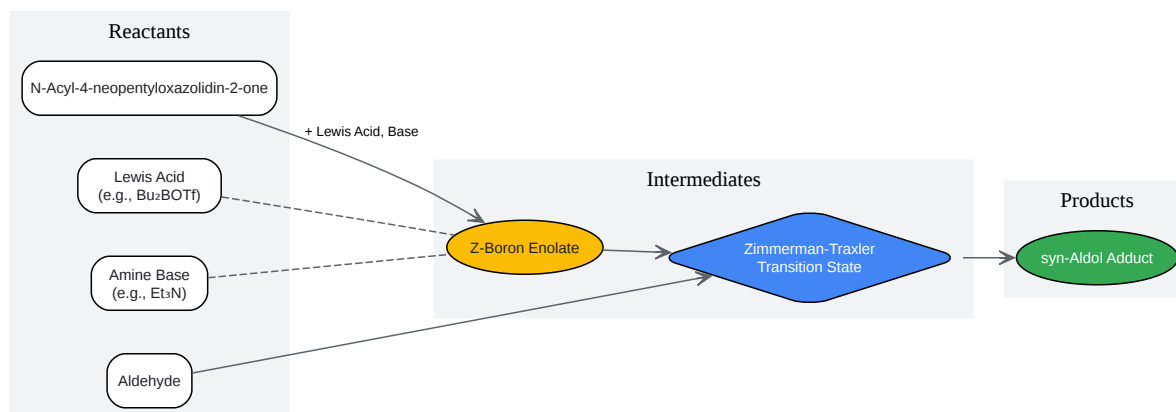 Reactants
N-Acyl-4-neopentyloxazolidin-2-one
+ Lewis Acid, Base
Lewis Acid
(e.g., Bu₂BOTf)
Amine Base
(e.g., Et₃N)
Aldehyde
Intermediates
Z-Boron Enolate
Zimmerman-Traxler
Transition State
Products
syn-Aldol Adduct